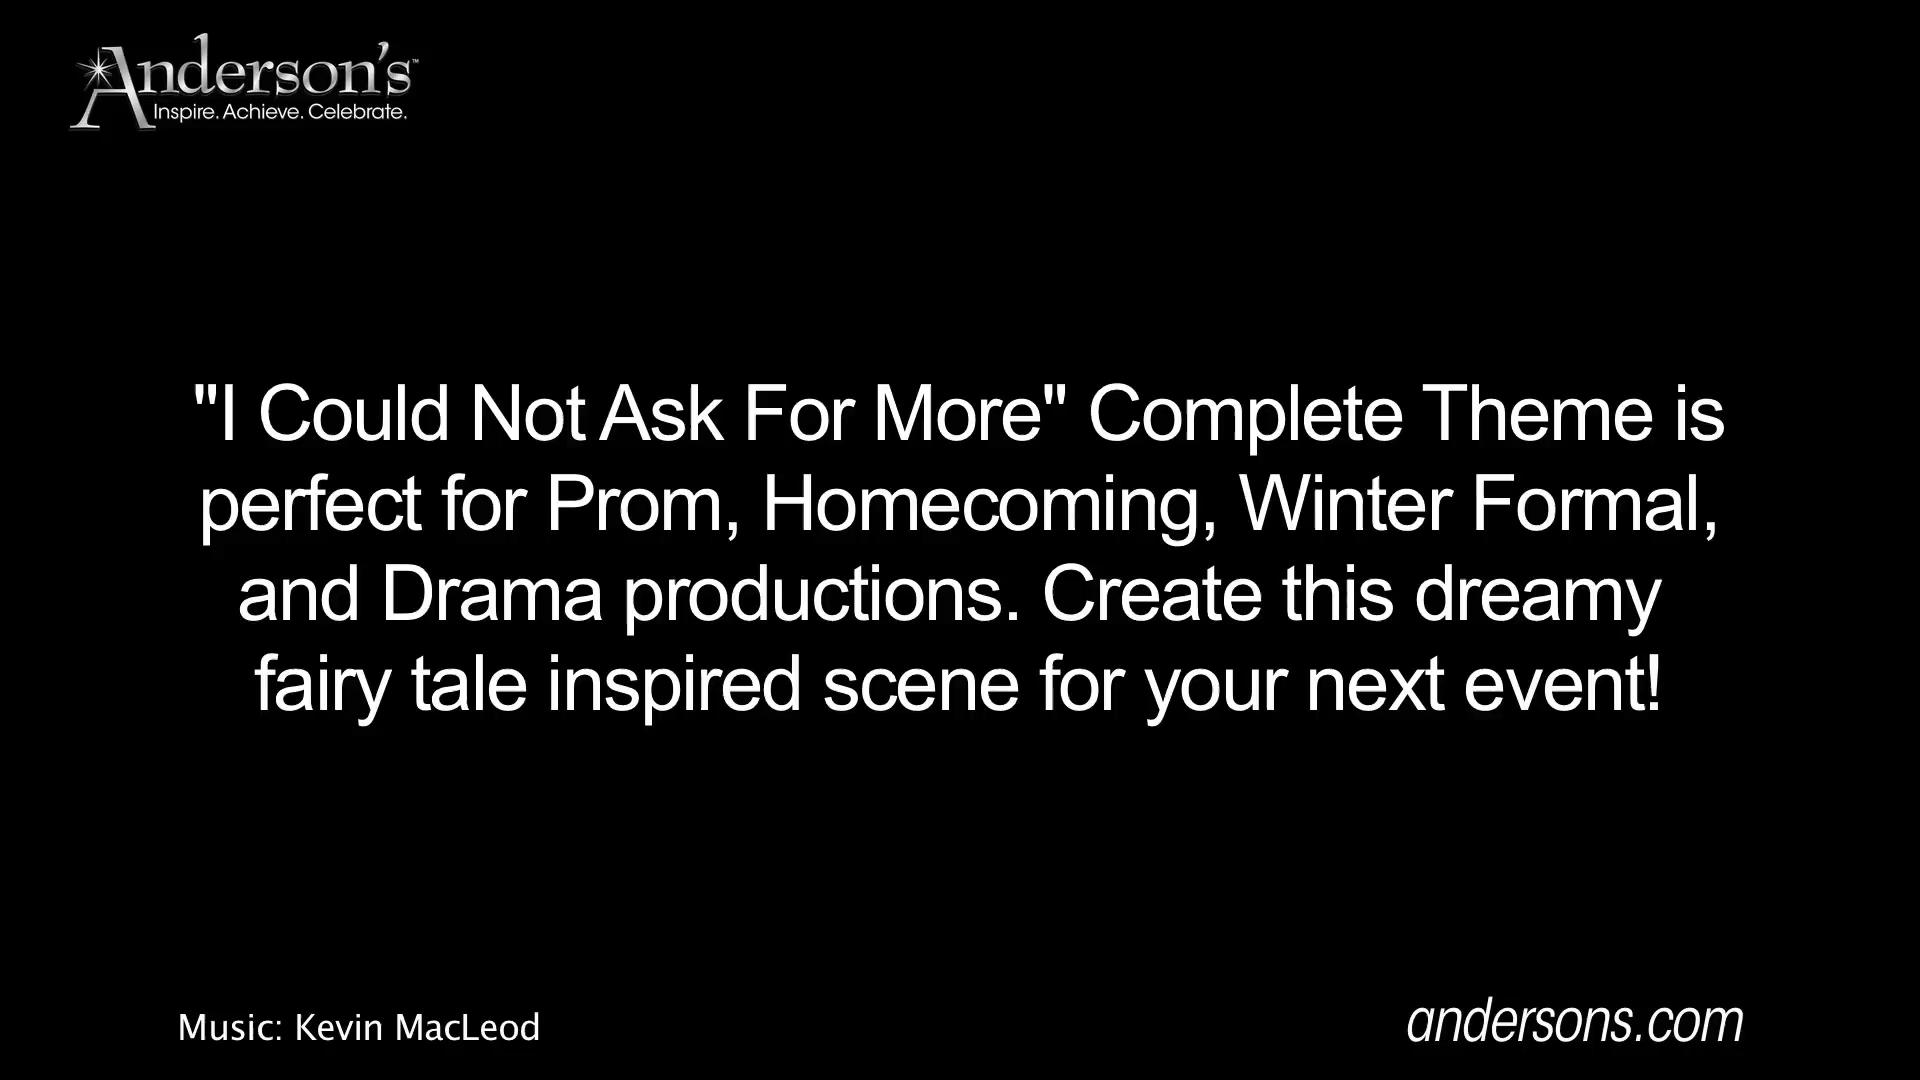 Anderson's™
Inspire. Achieve. Celebrate.
"I Could Not Ask For More" Complete Theme is
perfect for Prom, Homecoming, Winter Formal,
and Drama productions. Create this dreamy
fairy tale inspired scene for your next event!
Music: Kevin MacLeod
andersons.com